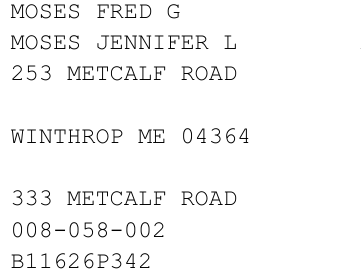 MOSES FRED G
MOSES JENNIFER L
253 METCALF ROAD
WINTHROP ME 04364
333 METCALF ROAD
008-058-002
B11626P342